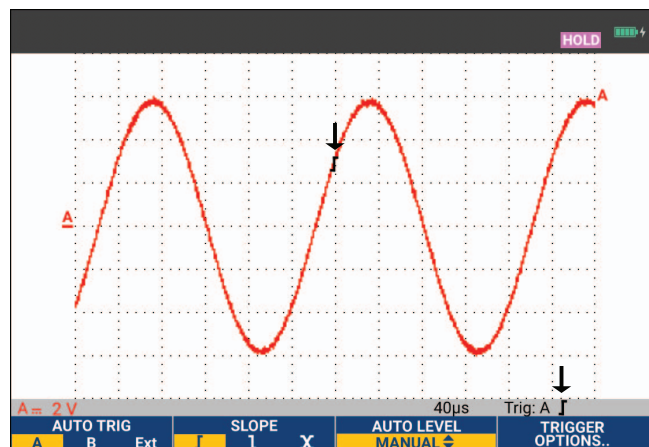 HOLD
A
A
A 2 V 40µs Trig: A
AUTO TRIG SLOPE AUTO LEVEL TRIGGER
A B Ext X MANUAL OPTIONS..